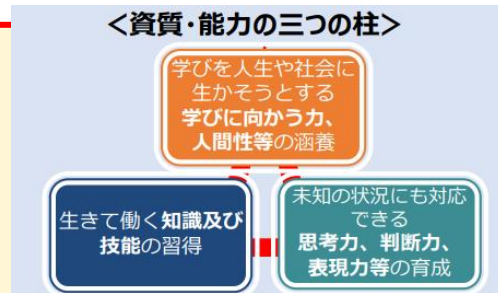 ＜資質・能力の三つの柱＞
学びを人生や社会に
生かそうとする
学びに向かう力、
人間性等の涵養
生きて働く知識及び
技能の習得
未知の状況にも対応
できる
思考力、判断力、
表現力等の育成